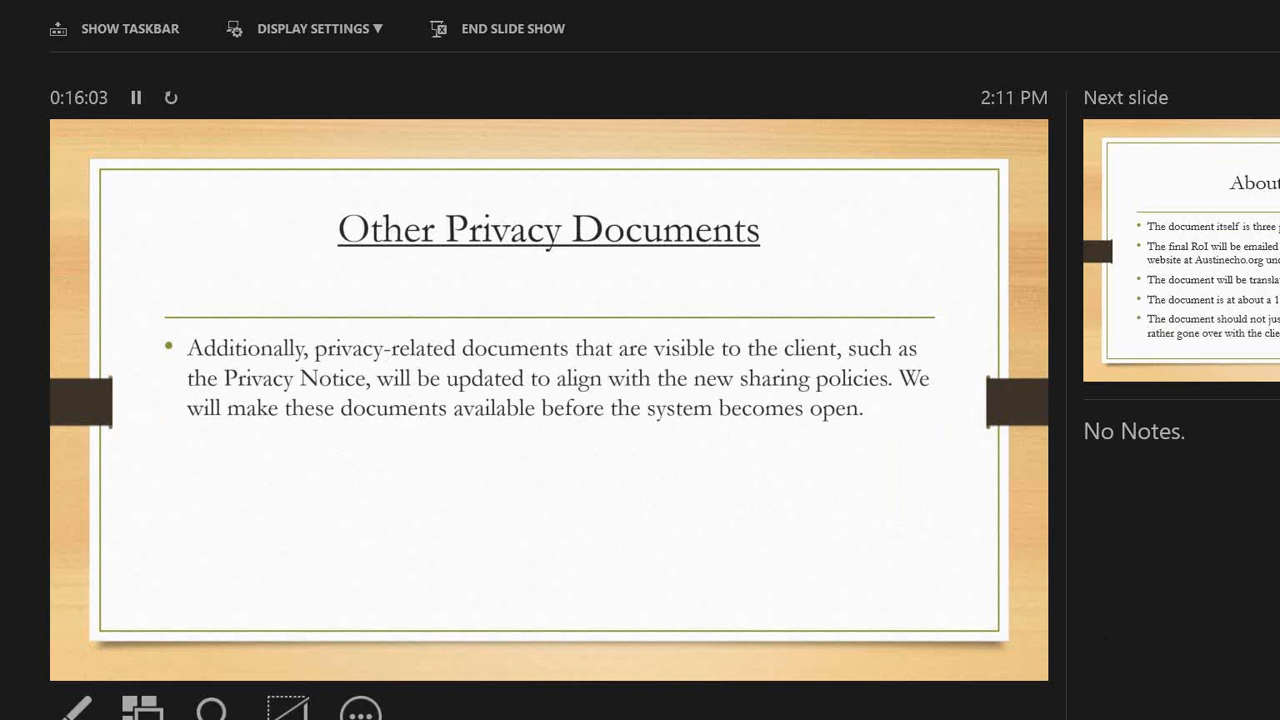 SHOW TASKBAR
DISPLAY SETTINGS ▼
END SLIDE SHOW
0:16:03
2:11 PM
Next slide
Other Privacy Documents
• Additionally, privacy-related documents that are visible to the client, such as
the Privacy Notice, will be updated to align with the new sharing policies. We
will make these documents available before the system becomes open.
About
• The document itself is three
• The final RoI will be emailed
website at Austinecho.org
• The document will be
• The document is at about a 1
• The document should not
rather gone over with the
No Notes.